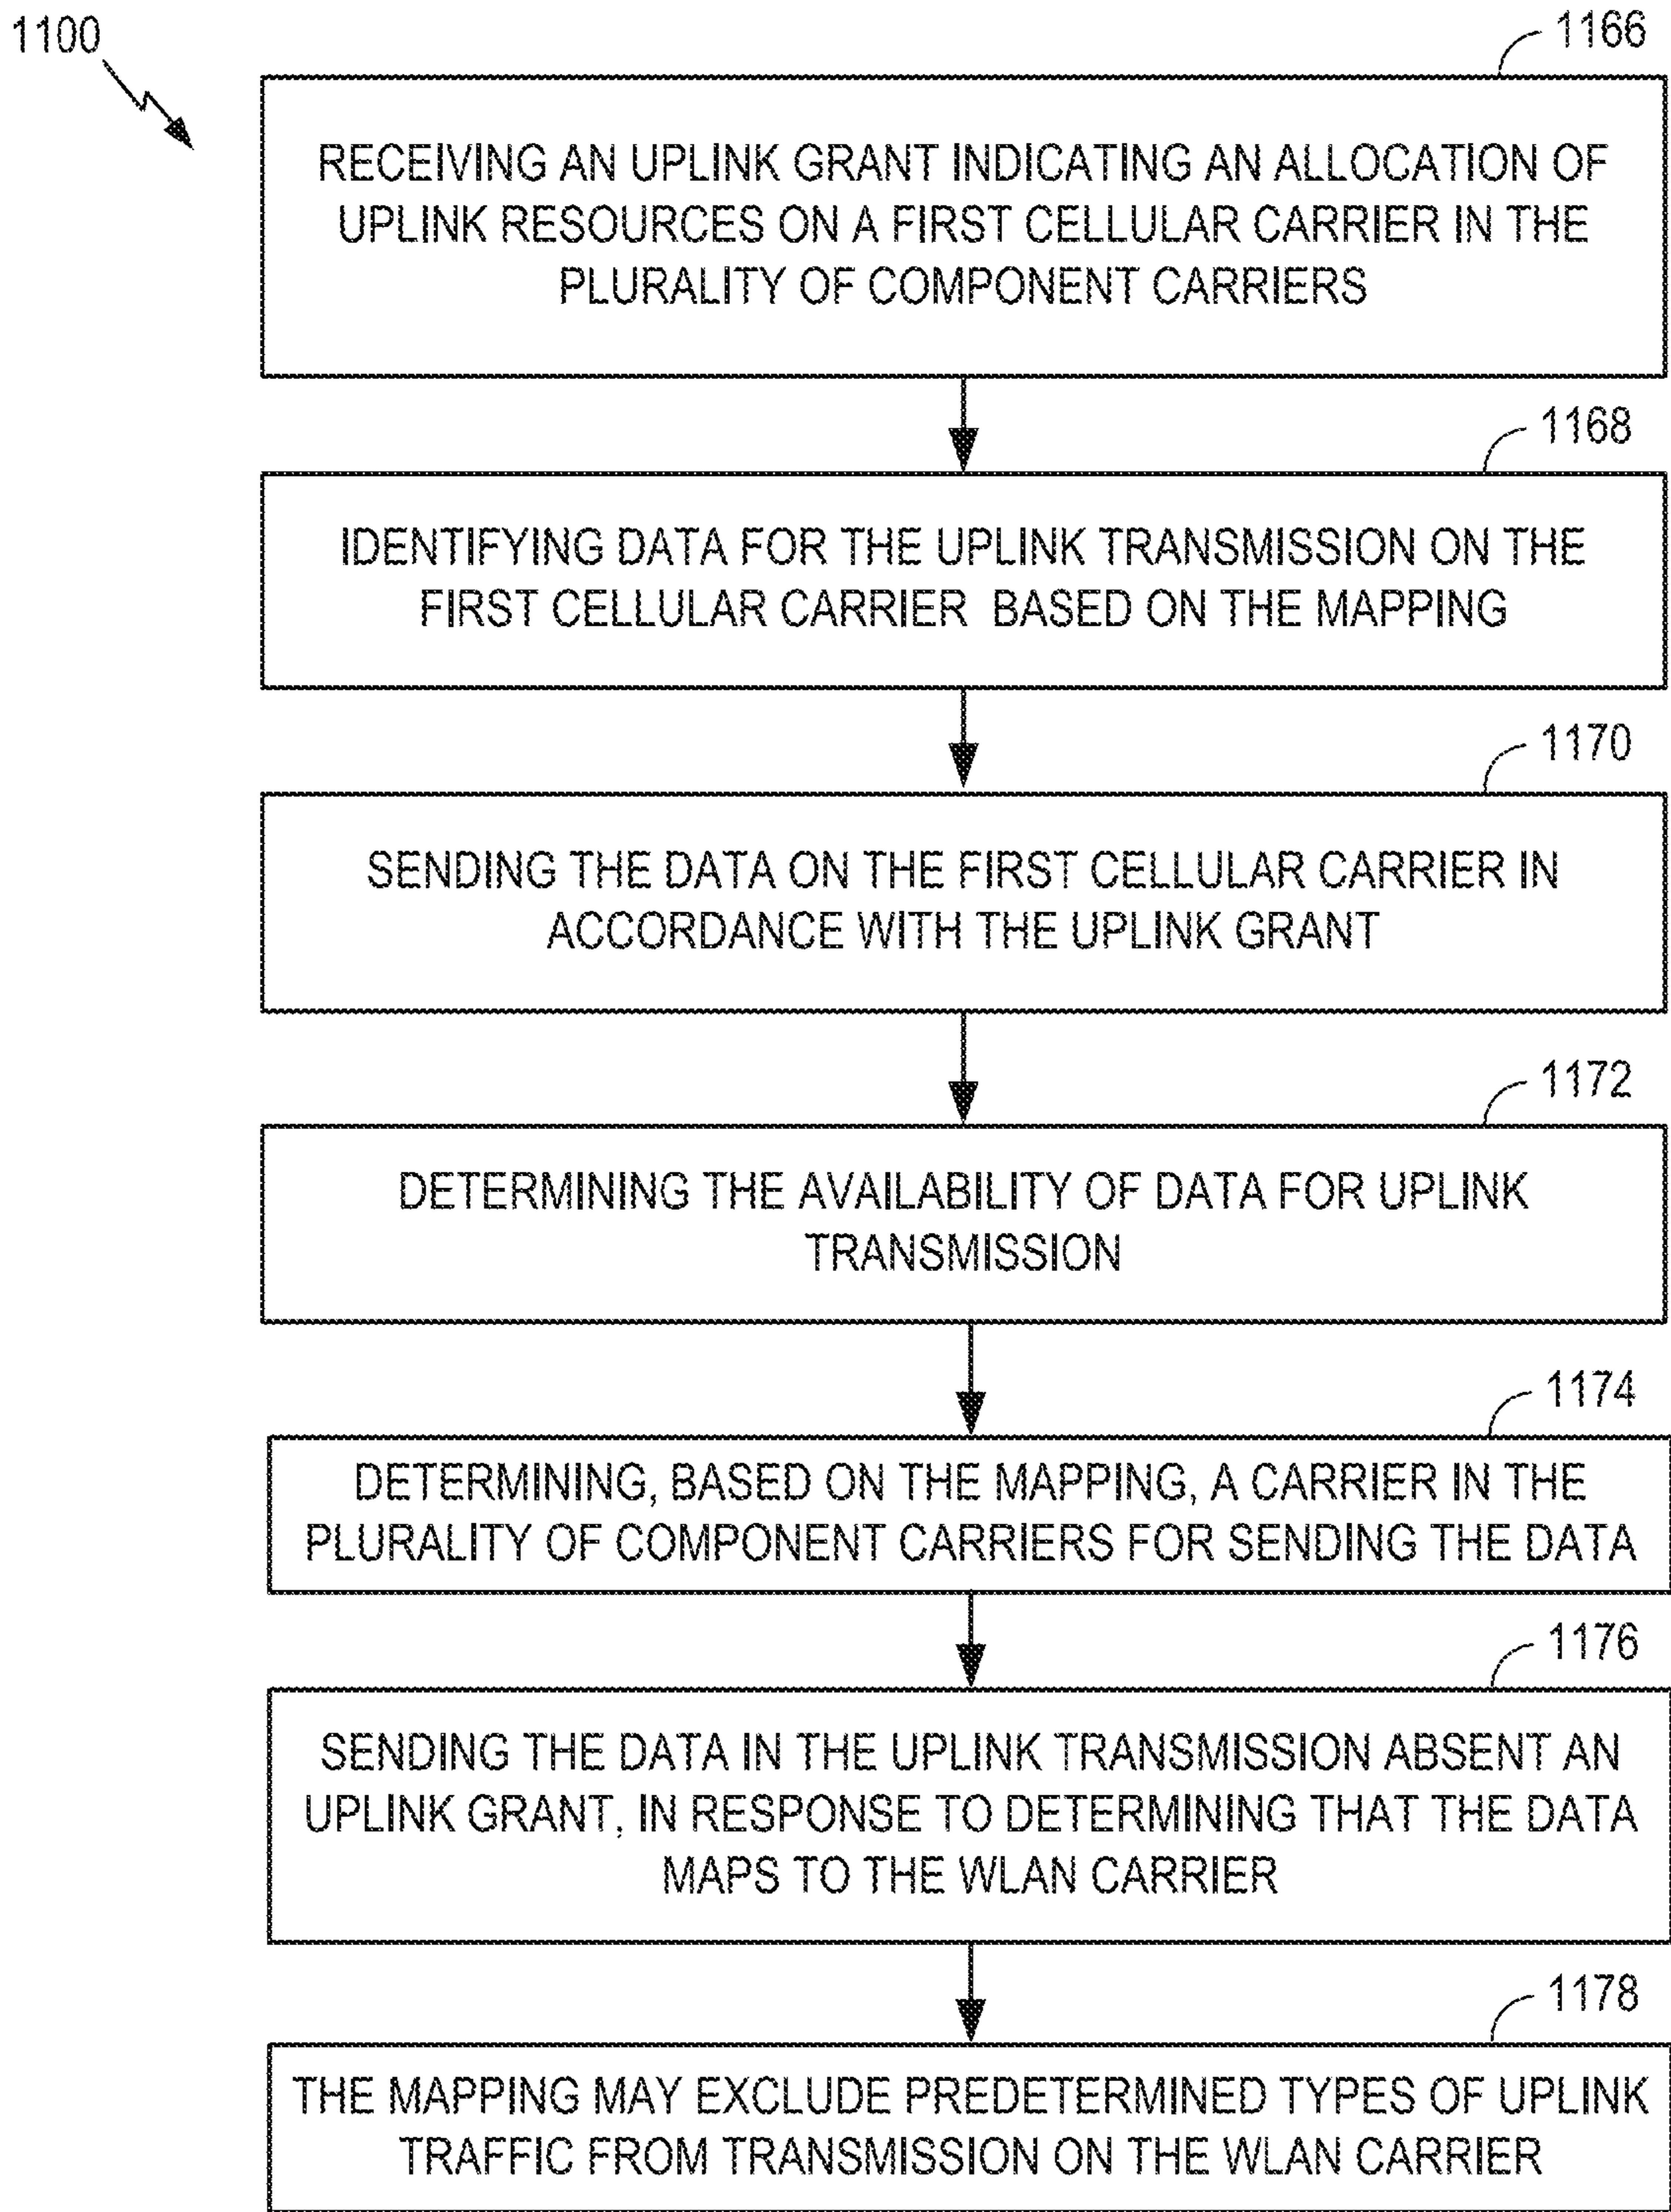 1100
1166
RECEIVING AN UPLINK GRANT INDICATING AN ALLOCATION OF
UPLINK RESOURCES ON A FIRST CELLULAR CARRIER IN THE
PLURALITY OF COMPONENT CARRIERS
1168
IDENTIFYING DATA FOR THE UPLINK TRANSMISSION ON THE
FIRST CELLULAR CARRIER BASED ON THE MAPPING
1170
SENDING THE DATA ON THE FIRST CELLULAR CARRIER IN
ACCORDANCE WITH THE UPLINK GRANT
1172
DETERMINING THE AVAILABILITY OF DATA FOR UPLINK
TRANSMISSION
1174
DETERMINING, BASED ON THE MAPPING, A CARRIER IN THE
PLURALITY OF COMPONENT CARRIERS FOR SENDING THE DATA
1176
SENDING THE DATA IN THE UPLINK TRANSMISSION ABSENT AN
UPLINK GRANT, IN RESPONSE TO DETERMINING THAT THE DATA
MAPS TO THE WLAN CARRIER
1178
THE MAPPING MAY EXCLUDE PREDETERMINED TYPES OF UPLINK
TRAFFIC FROM TRANSMISSION ON THE WLAN CARRIER